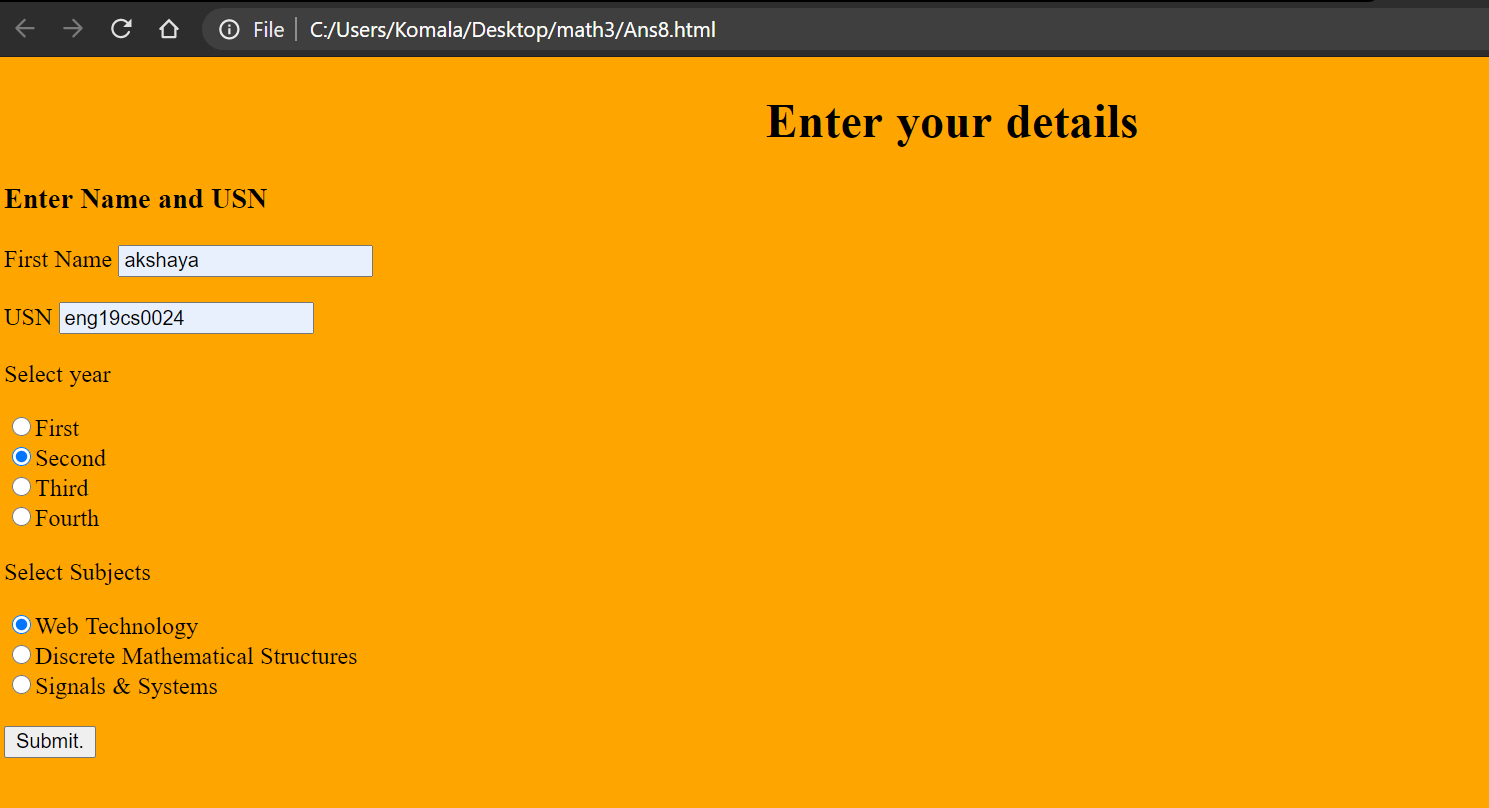 File C:/Users/Komala/Desktop/math3/Ans8.html
Enter your details
Enter Name and USN
First Name akshaya
USN eng19cs0024
Select year
First
Second
Third
Fourth
Select Subjects
Web Technology
Discrete Mathematical Structures
Signals & Systems
Submit.